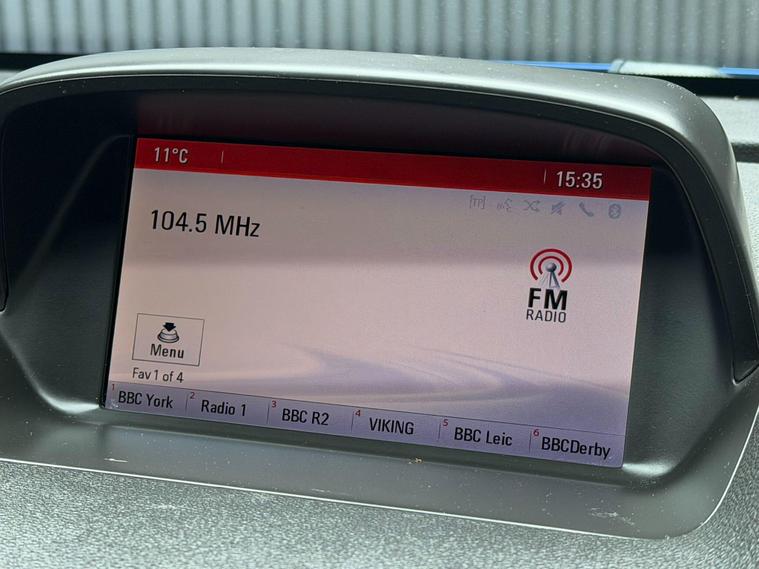 11°C
15:35
104.5 MHz
FM
RADIO
Menu
Fav 1 of 4
1 BBC York
2 Radio 1
3 BBC R2
4 VIKING
5 BBC Leic
6 BBCDerby